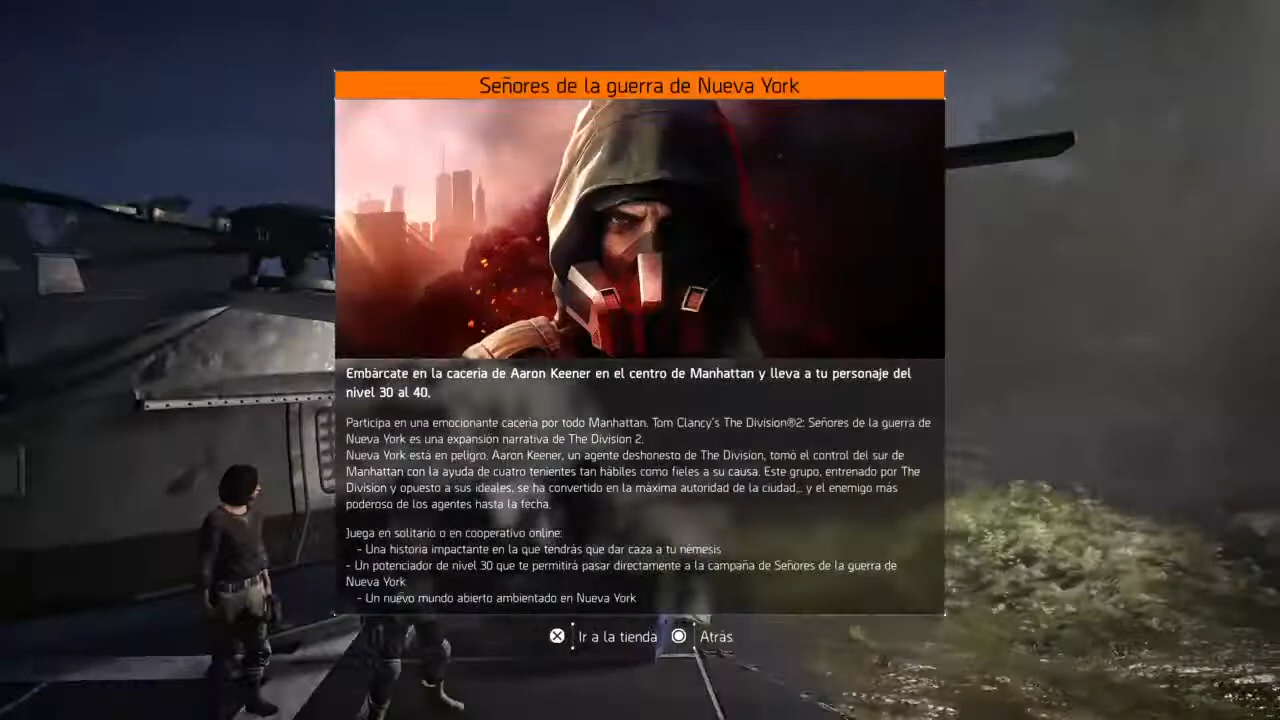 Señores de la guerra de Nueva York
Embárcate en la cacería de Aaron Keener en el centro de Manhattan y lleva a tu personaje del
nivel 30 al 40.
Participa en una emocionante cacería por todo Manhattan. Tom Clancy's The Division®2: Señores de la guerra de
Nueva York es una expansión narrativa de The Division 2.
Nueva York está en peligro. Aaron Keener, un agente deshonesto de The Division, tomó el control del sur de
Manhattan con la ayuda de cuatro tenientes tan hábiles como fieles a su causa. Este grupo, entrenado por The
Division y opuesto a sus ideales, se ha convertido en la máxima autoridad de la ciudad... y el enemigo más
poderoso de los agentes hasta la fecha.
Juega en solitario o en cooperativo online:
- Una historia impactante en la que tendrás que dar caza a tu némesis
- Un potenciador de nivel 30 que te permitirá pasar directamente a la campaña de Señores de la guerra de
Nueva York
- Un nuevo mundo abierto ambientado en Nueva York
Ir a la tienda Atrás